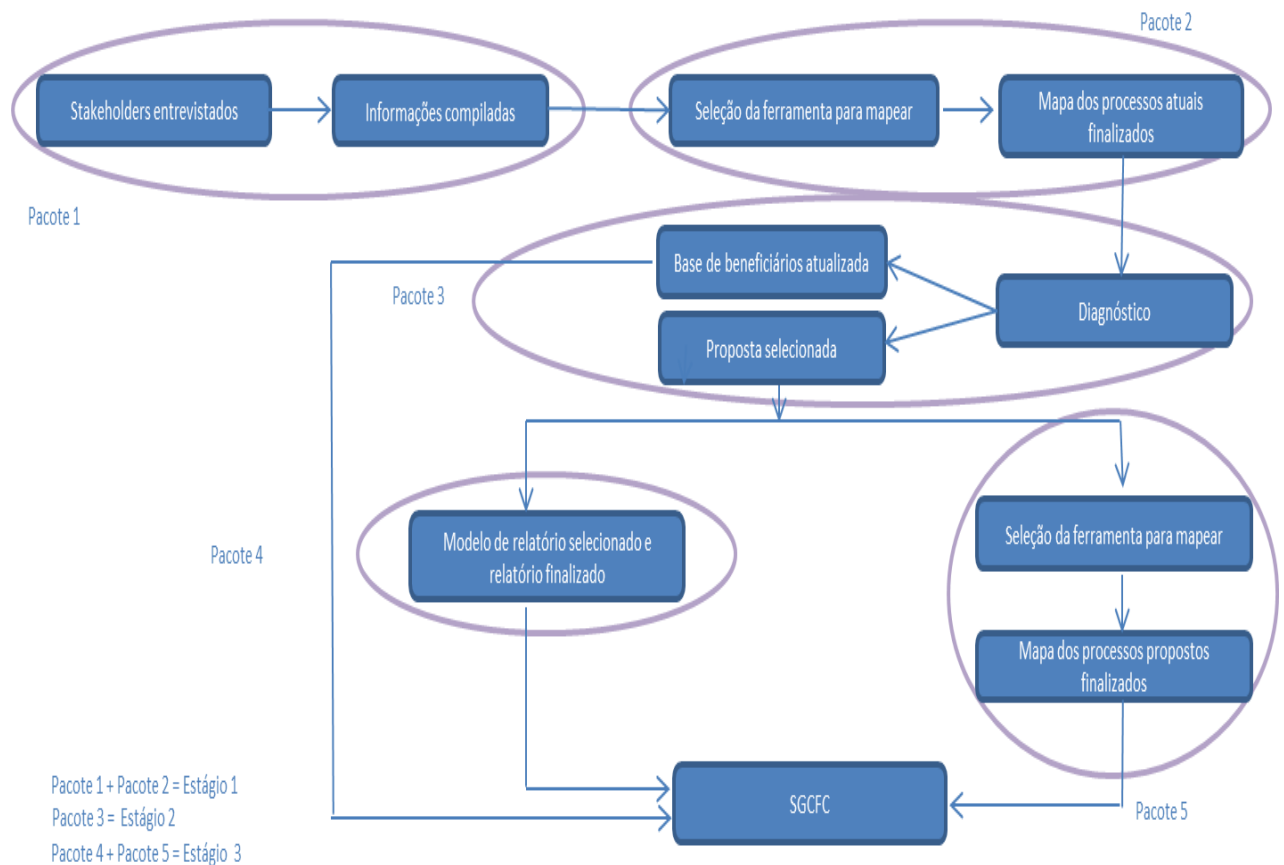 Pacote 2
Stakeholders entrevistados
Informações compiladas
Seleção da ferramenta para mapear
Mapa dos processos atuais
finalizados
Pacote 1
Base de beneficiários atualizada
Pacote 3
Diagnóstico
Proposta selecionada
Pacote 4
Modelo de relatório selecionado e
relatório finalizado
Seleção da ferramenta para mapear
Mapa dos processos propostos
finalizados
SGCFC
Pacote 5
Pacote 1 + Pacote 2 = Estágio 1
Pacote 3 = Estágio 2
Pacote 4 + Pacote 5 = Estágio 3